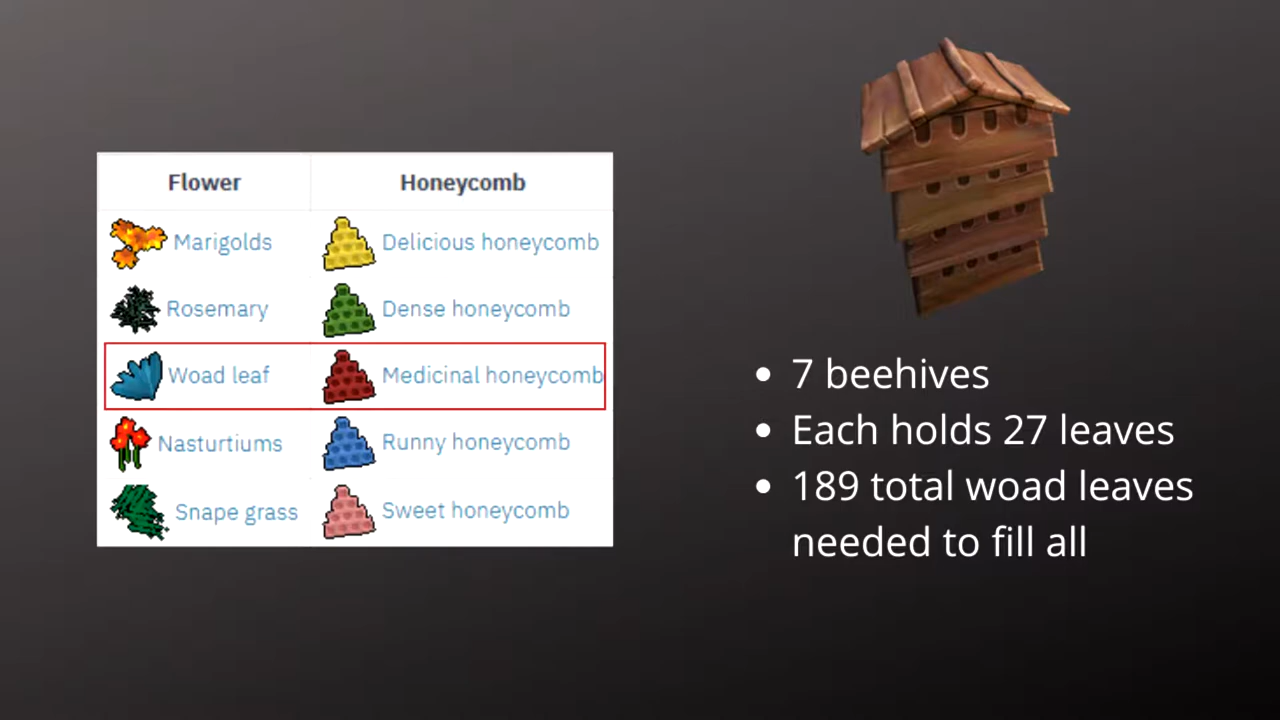 Flower Honeycomb
Marigolds Delicious honeycomb
Rosemary Dense honeycomb
Woad leaf Medicinal honeycomb
Nasturtiums Runny honeycomb
Snape grass Sweet honeycomb
• 7 beehives
• Each holds 27 leaves
• 189 total woad leaves
needed to fill all